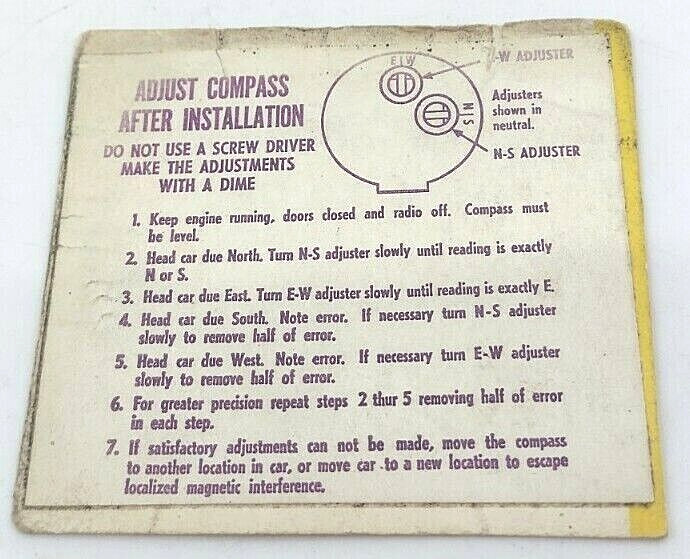 ADJUST COMPASS
AFTER INSTALLATION
DO NOT USE A SCREW DRIVER
MAKE THE ADJUSTMENTS
WITH A DIME
E|W
-W ADJUSTER
Adjusters
shown in
neutral.
N|S
N-S ADJUSTER
1. Keep engine running, doors closed and radio off. Compass must
be level.
2. Head car due North. Turn N-S adjuster slowly until reading is exactly
N or S.
3. Head car due East. Turn E-W adjuster slowly until reading is exactly E.
4. Head car due South. Note error. If necessary turn N-S adjuster
slowly to remove half of error.
5. Head car due West. Note error. If necessary turn E-W adjuster
slowly to remove half of error.
6. For greater precision repeat steps 2 thur 5 removing half of error
in each step.
7. If satisfactory adjustments can not be made, move the compass
to another location in car, or move car to a new location to escape
localized magnetic interference.